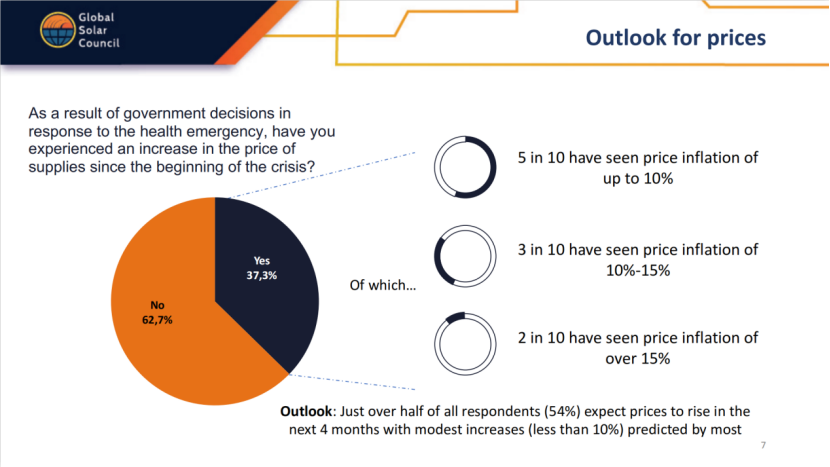 Global
Solar
Council
Outlook for prices
As a result of government decisions in
response to the health emergency, have you
experienced an increase in the price of
supplies since the beginning of the crisis?
Yes
37,3%
No
62,7%
Of which...
5 in 10 have seen price inflation of
up to 10%
3 in 10 have seen price inflation of
10%-15%
2 in 10 have seen price inflation of
over 15%
Outlook: Just over half of all respondents (54%) expect prices to rise in the
next 4 months with modest increases (less than 10%) predicted by most
7